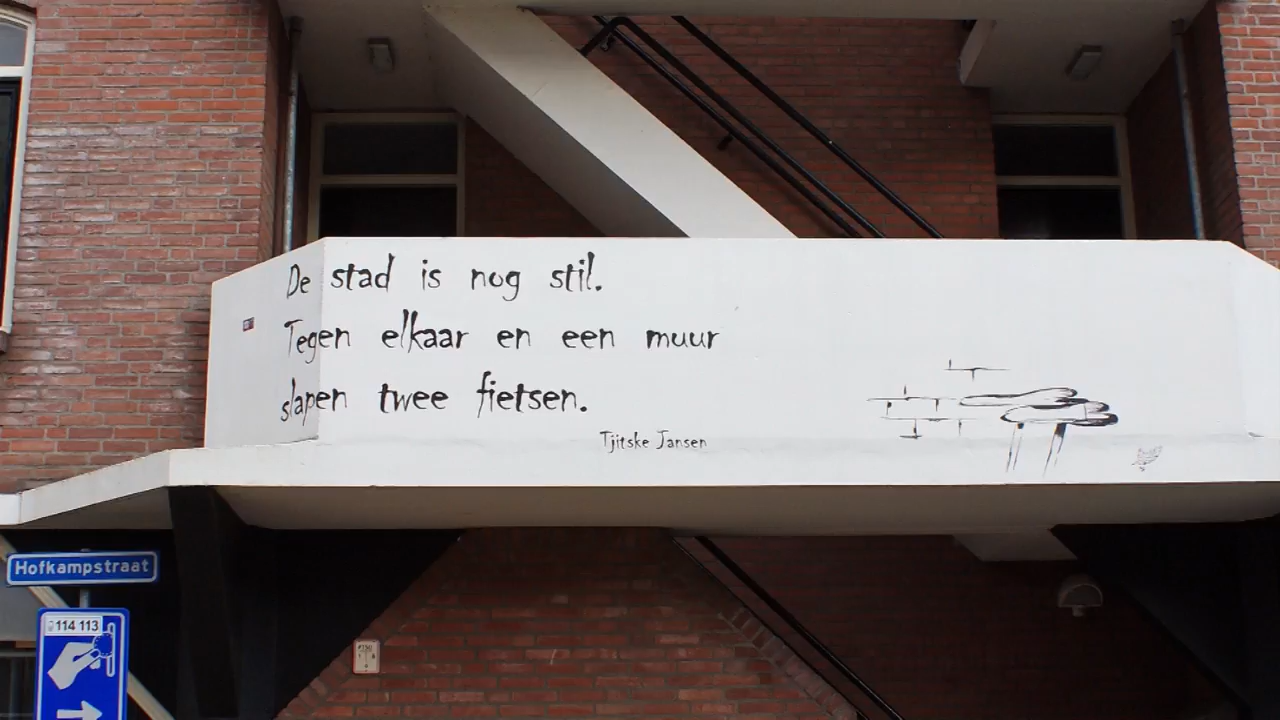 De stad is nog stil.
Tegen elkaar en een muur
slapen twee fietsen.
Tjitske Jansen
Hofkampstraat
114 113